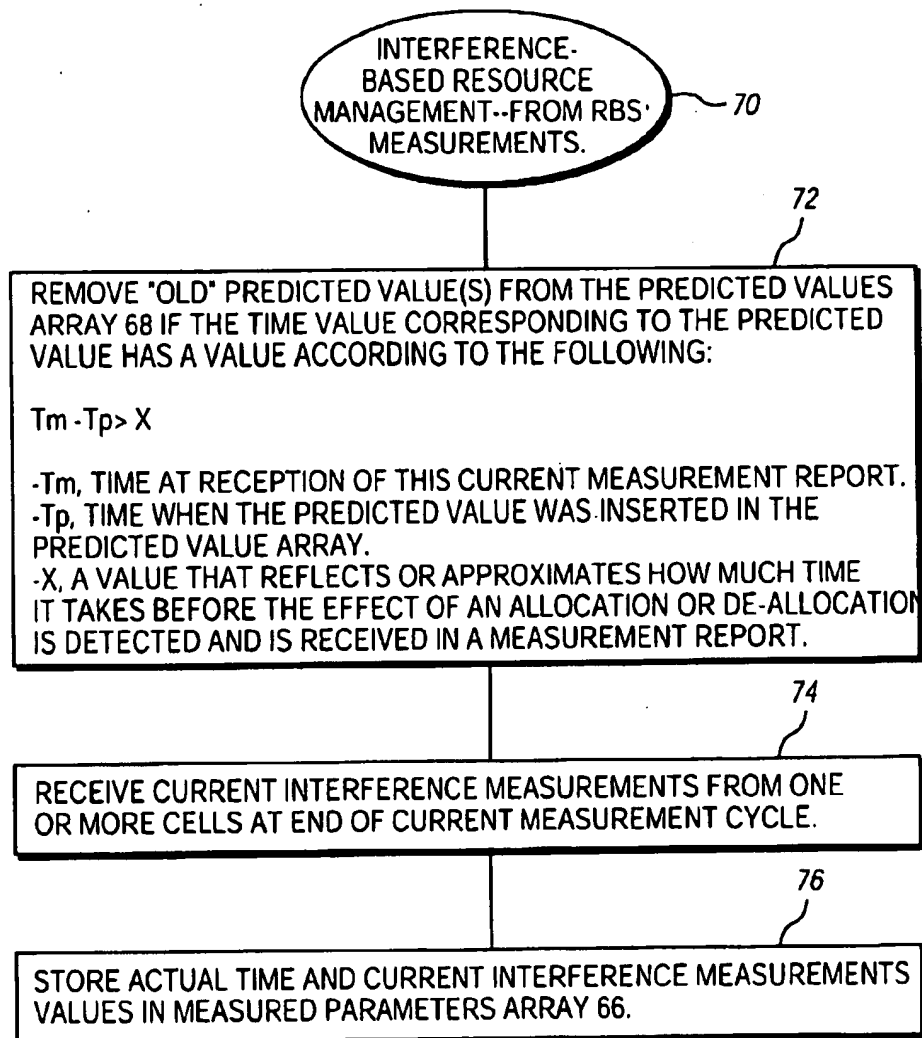 INTERFERENCE-
BASED RESOURCE
MANAGEMENT--FROM RBS'
MEASUREMENTS.
70
72
REMOVE "OLD" PREDICTED VALUE(S) FROM THE PREDICTED VALUES
ARRAY 68 IF THE TIME VALUE CORRESPONDING TO THE PREDICTED
VALUE HAS A VALUE ACCORDING TO THE FOLLOWING:
Tm -Tp> X
-Tm, TIME AT RECEPTION OF THIS CURRENT MEASUREMENT REPORT.
-Tp, TIME WHEN THE PREDICTED VALUE WAS INSERTED IN THE
PREDICTED VALUE ARRAY.
-X, A VALUE THAT REFLECTS OR APPROXIMATES HOW MUCH TIME
IT TAKES BEFORE THE EFFECT OF AN ALLOCATION OR DE-ALLOCATION
IS DETECTED AND IS RECEIVED IN A MEASUREMENT REPORT.
74
RECEIVE CURRENT INTERFERENCE MEASUREMENTS FROM ONE
OR MORE CELLS AT END OF CURRENT MEASUREMENT CYCLE.
76
STORE ACTUAL TIME AND CURRENT INTERFERENCE MEASUREMENTS
VALUES IN MEASURED PARAMETERS ARRAY 66.